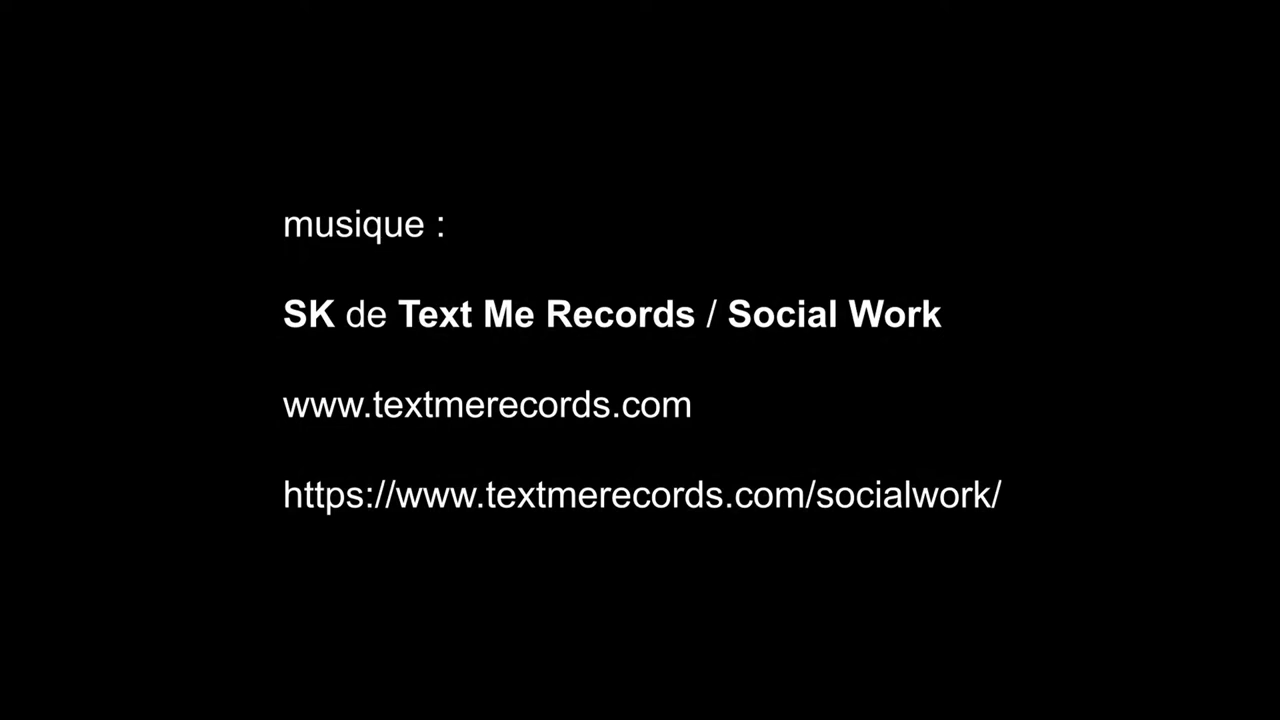 musique :
SK de Text Me Records / Social Work
www.textmerecords.com
https://www.textmerecords.com/socialwork/